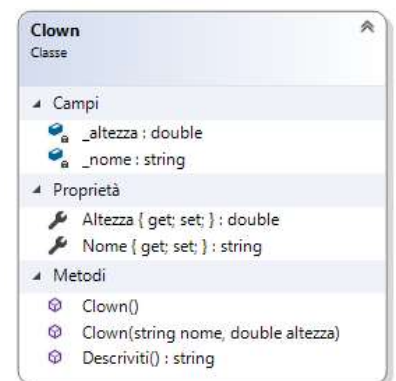 Clown
Classe
Campi
_altezza : double
_nome : string
Proprietà
Altezza { get; set; } : double
Nome { get; set; } : string
Metodi
Clown()
Clown(string nome, double altezza)
Descriviti() : string